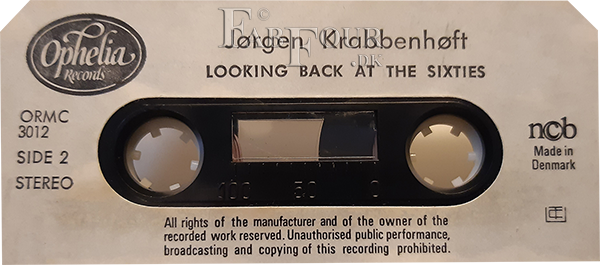 Ophelia
Records
FabFour.dk
©
Jørgen Krabbenhøft
LOOKING BACK AT THE SIXTIES
ORMC
3012
SIDE 2
STEREO
ncb
Made in
Denmark
100 50 0
All rights of the manufacturer and of the owner of the
recorded work reserved. Unauthorised public performance,
broadcasting and copying of this recording prohibited.